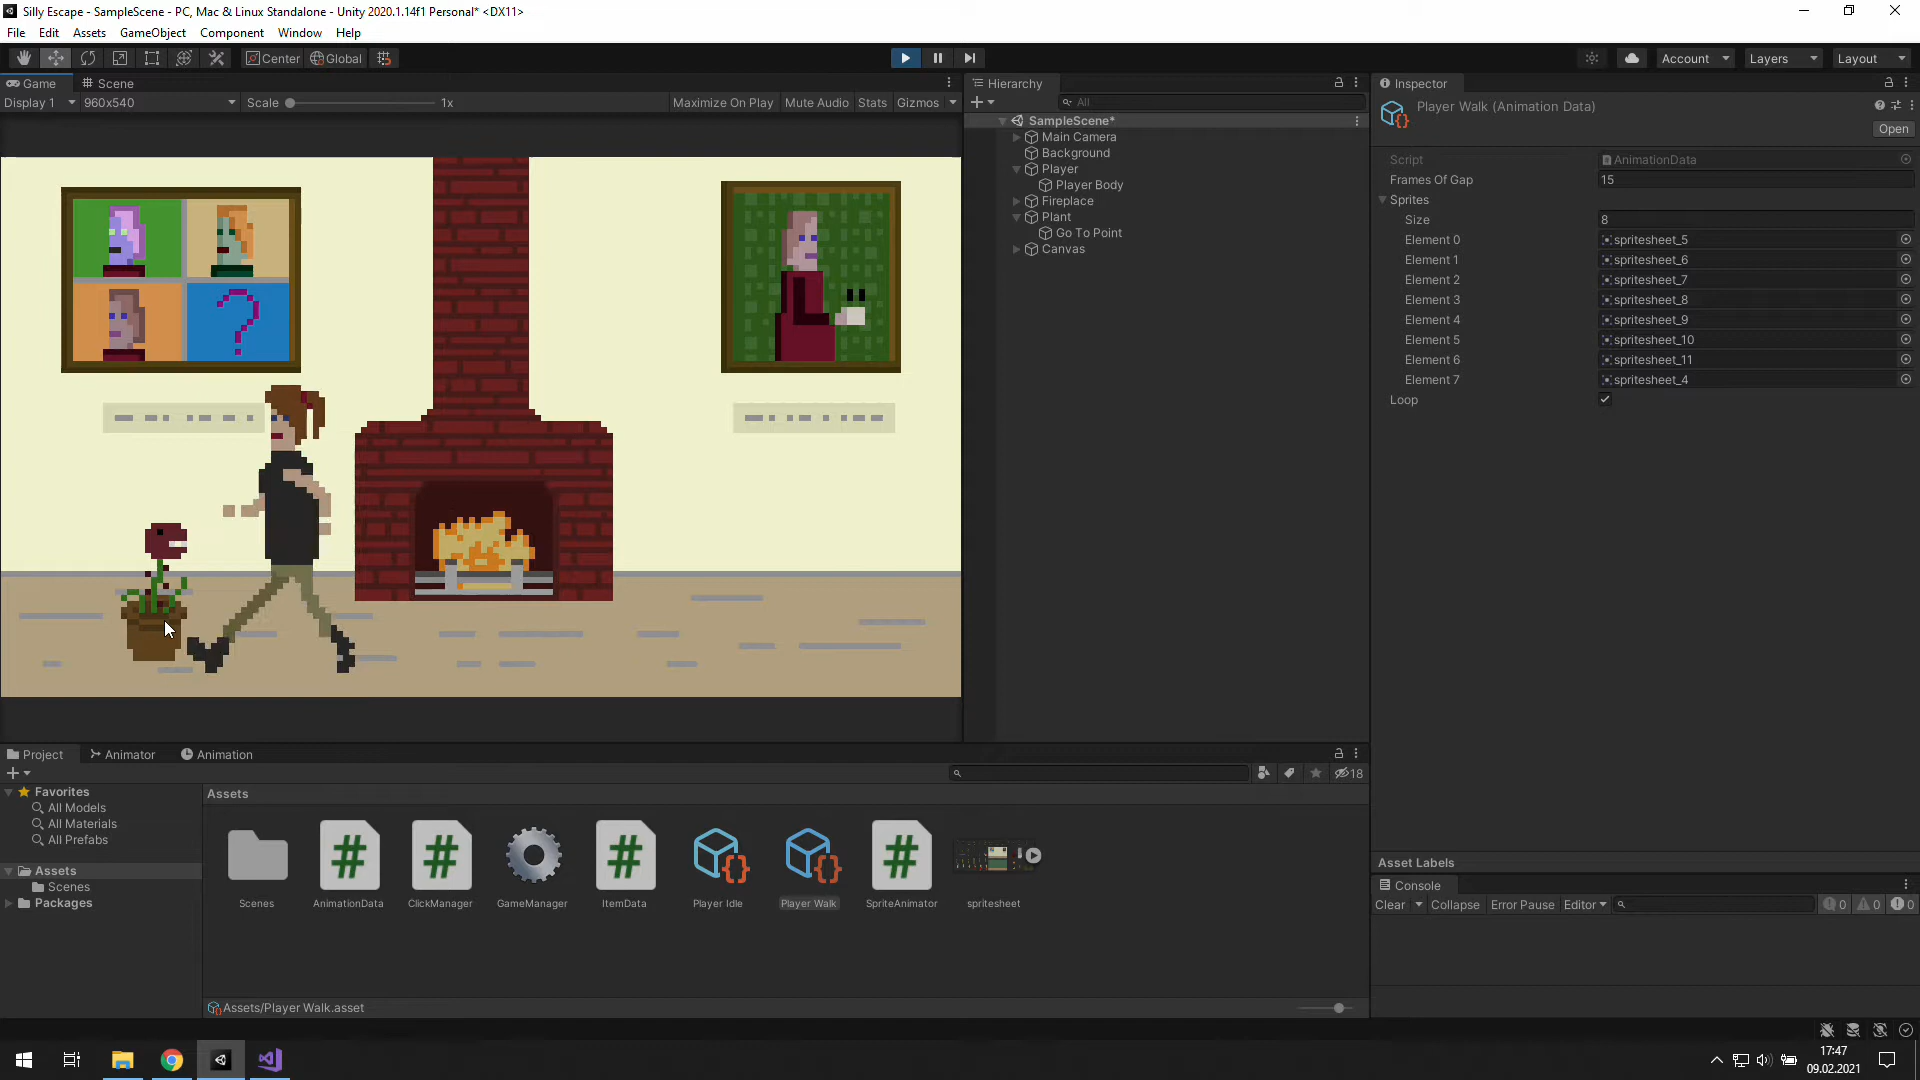 Silly Escape - SampleScene - PC, Mac & Linux Standalone - Unity 2020.1.14f1 Personal* <DX11>
File Edit Assets GameObject Component Window Help
Center Global Account Layers Layout
Game Scene
Display 1 960x540 Scale 1x Maximize On Play Mute Audio Stats Gizmos
Hierarchy
All
SampleScene*
Main Camera
Background
Player
Player Body
Fireplace
Plant
Go To Point
Canvas
Inspector
Player Walk (Animation Data)
Open
Script AnimationData
Frames Of Gap 15
Sprites
Size 8
Element 0 spritesheet_5
Element 1 spritesheet_6
Element 2 spritesheet_7
Element 3 spritesheet_8
Element 4 spritesheet_9
Element 5 spritesheet_10
Element 6 spritesheet_11
Element 7 spritesheet_4
Loop
?
Project Animator Animation
18
Favorites
All Models
All Materials
All Prefabs
Assets
Scenes
Packages
Assets
Scenes AnimationData ClickManager GameManager ItemData Player Idle Player Walk SpriteAnimator spritesheet
Assets/Player Walk.asset
Asset Labels
Console
Clear Collapse Error Pause Editor 0 0 0
17:47
09.02.2021